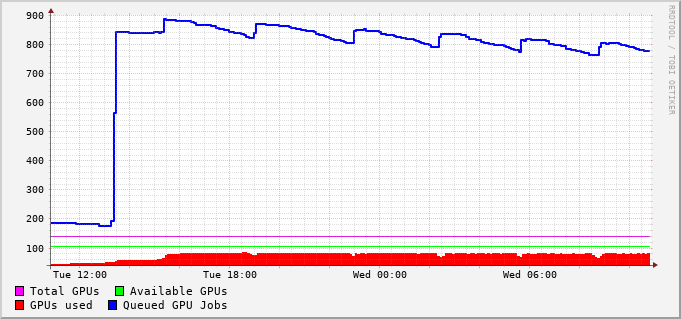 900
800
700
600
500
400
300
200
100
Tue 12:00 Tue 18:00 Wed 00:00 Wed 06:00
Total GPUs Available GPUs
GPUs used Queued GPU Jobs
RRDTOOL / TOBI OETIKER